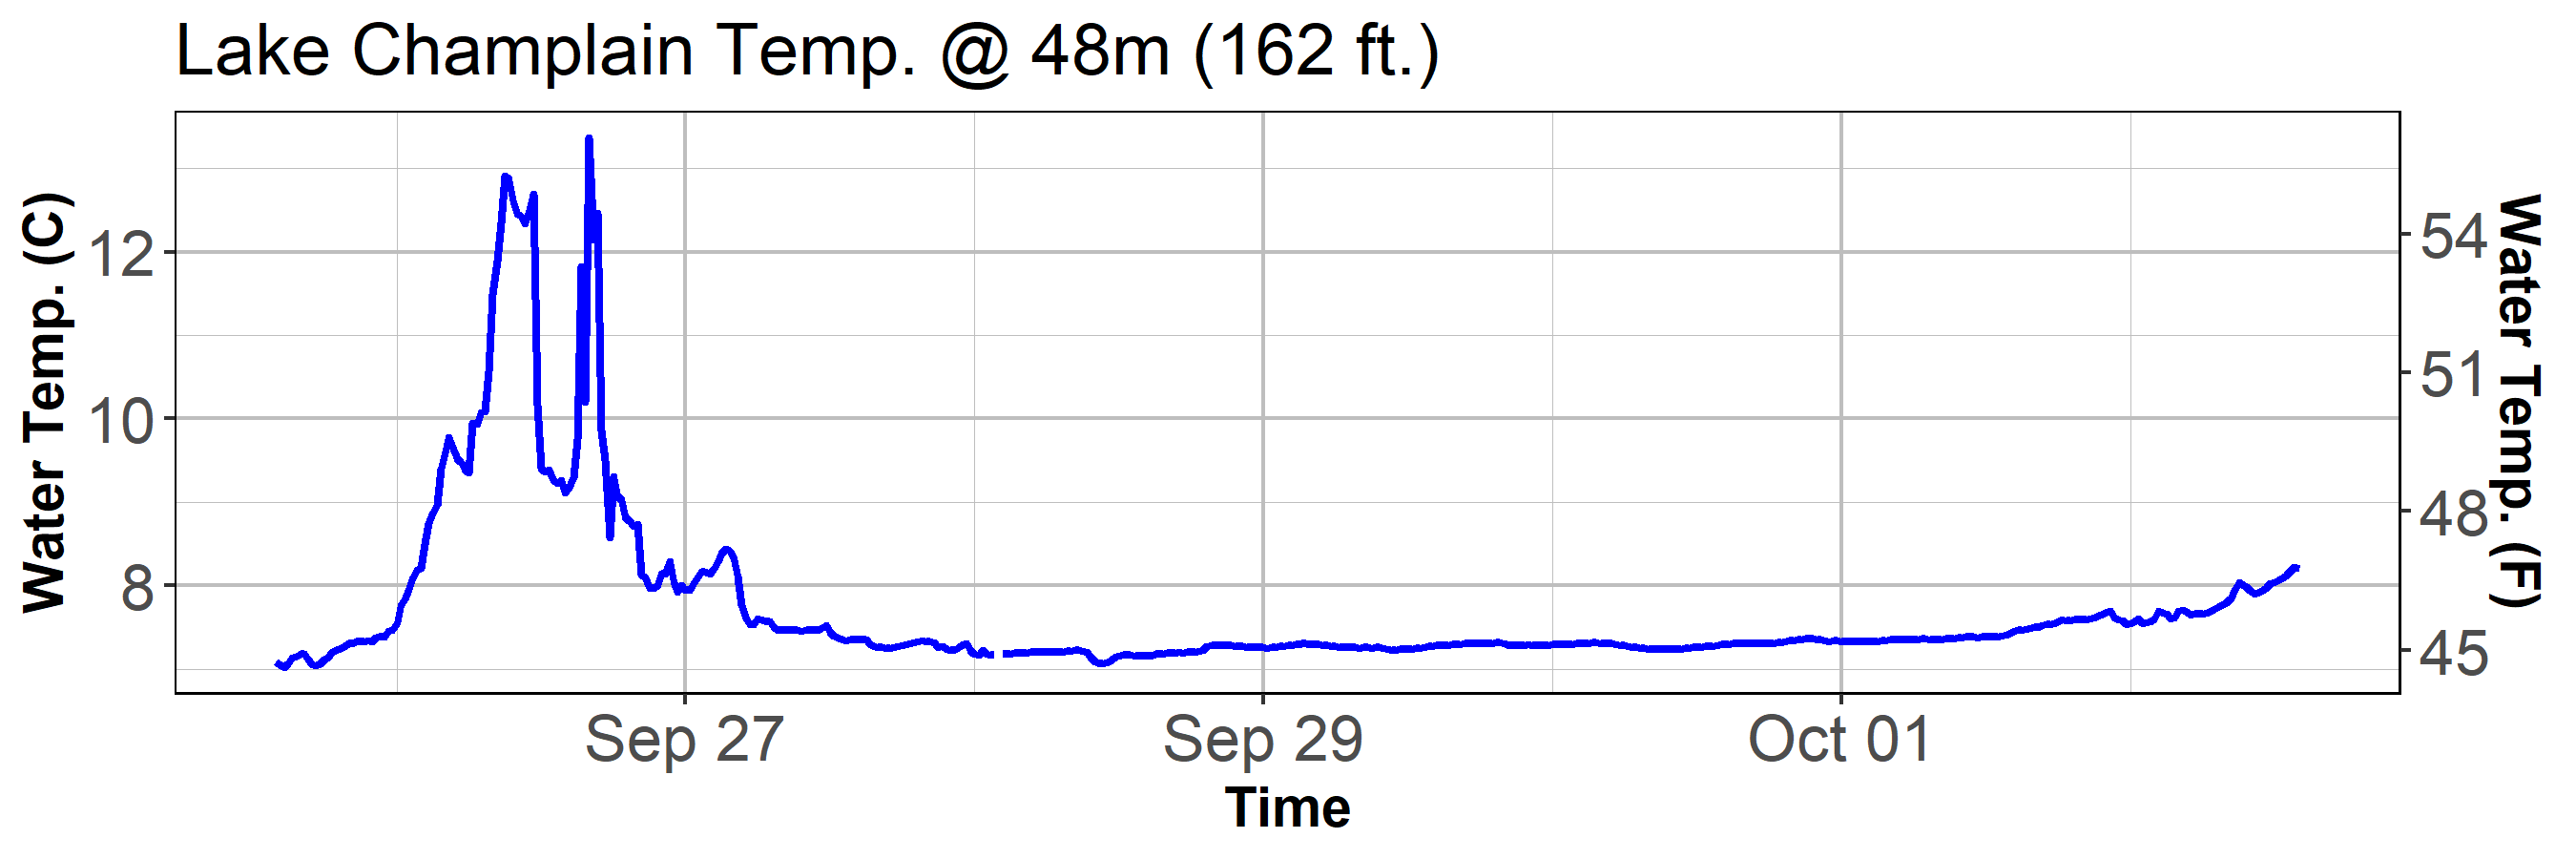 Lake Champlain Temp. @ 48m (162 ft.)
Water Temp. (C)
12
10
8
54
51
48
45
Water Temp. (F)
Sep 27
Sep 29
Oct 01
Time